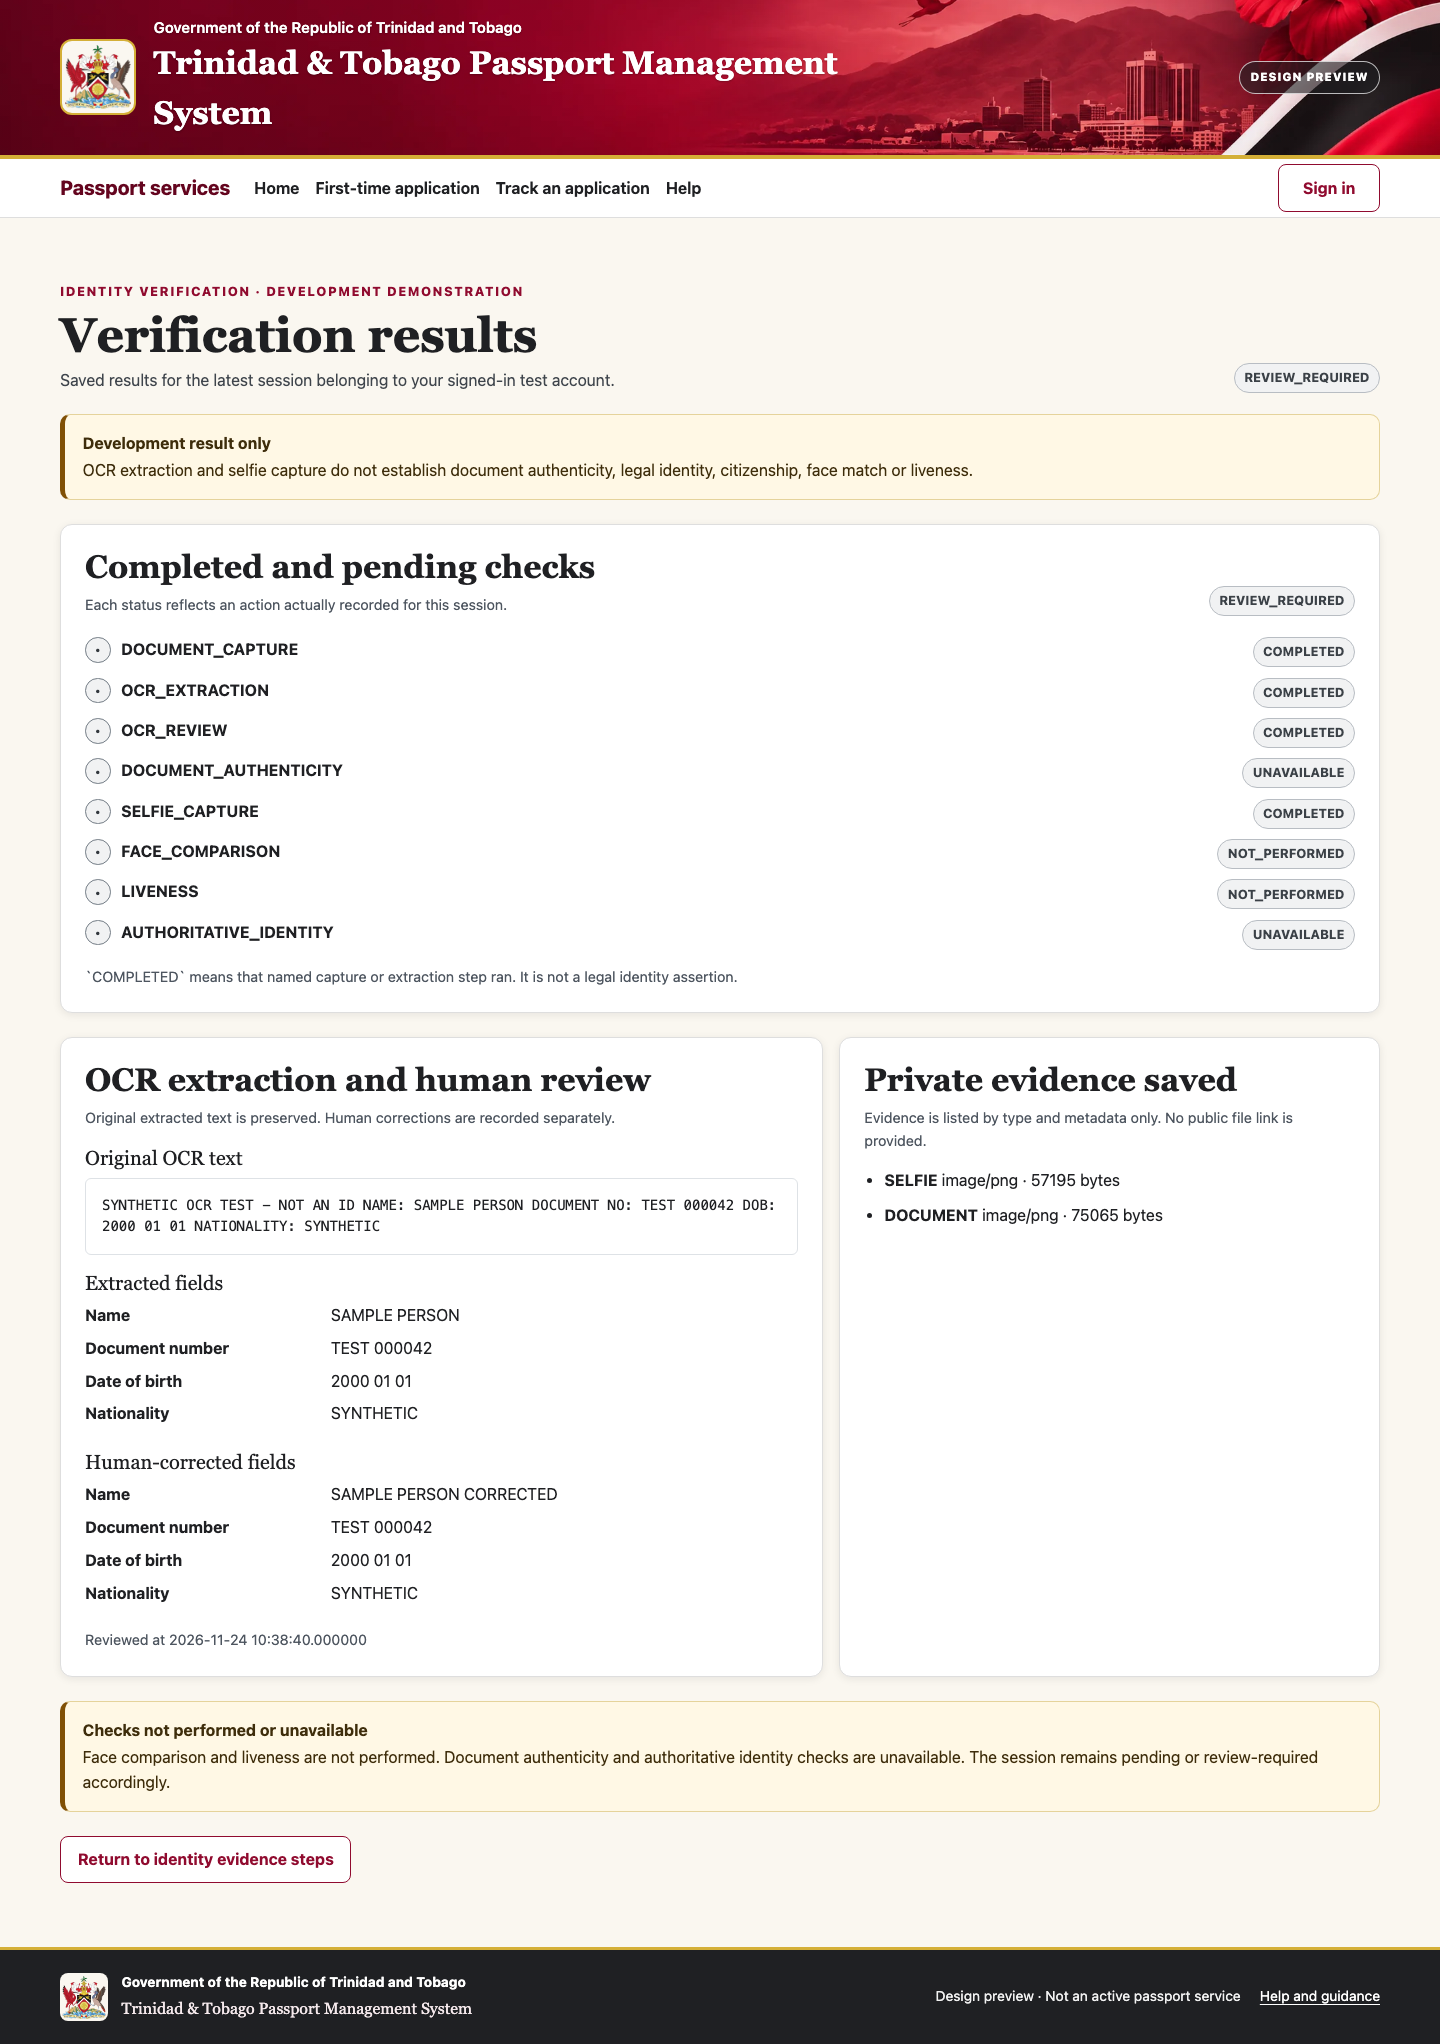 Government of the Republic of Trinidad and Tobago
Trinidad & Tobago Passport Management
System
DESIGN PREVIEW
Passport services
Home
First-time application
Track an application
Help
Sign in
IDENTITY VERIFICATION · DEVELOPMENT DEMONSTRATION
Verification results
Saved results for the latest session belonging to your signed-in test account.
REVIEW_REQUIRED
Development result only
OCR extraction and selfie capture do not establish document authenticity, legal identity, citizenship, face match or liveness.
Completed and pending checks
Each status reflects an action actually recorded for this session.
REVIEW_REQUIRED
DOCUMENT_CAPTURE COMPLETED
OCR_EXTRACTION COMPLETED
OCR_REVIEW COMPLETED
DOCUMENT_AUTHENTICITY UNAVAILABLE
SELFIE_CAPTURE COMPLETED
FACE_COMPARISON NOT_PERFORMED
LIVENESS NOT_PERFORMED
AUTHORITATIVE_IDENTITY UNAVAILABLE
`COMPLETED` means that named capture or extraction step ran. It is not a legal identity assertion.
OCR extraction and human review
Original extracted text is preserved. Human corrections are recorded separately.
Original OCR text
SYNTHETIC OCR TEST — NOT AN ID NAME: SAMPLE PERSON DOCUMENT NO: TEST 000042 DOB:
2000 01 01 NATIONALITY: SYNTHETIC
Extracted fields
Name SAMPLE PERSON
Document number TEST 000042
Date of birth 2000 01 01
Nationality SYNTHETIC
Human-corrected fields
Name SAMPLE PERSON CORRECTED
Document number TEST 000042
Date of birth 2000 01 01
Nationality SYNTHETIC
Reviewed at 2026-11-24 10:38:40.000000
Private evidence saved
Evidence is listed by type and metadata only. No public file link is
provided.
• SELFIE image/png · 57195 bytes
• DOCUMENT image/png · 75065 bytes
Checks not performed or unavailable
Face comparison and liveness are not performed. Document authenticity and authoritative identity checks are unavailable. The session remains pending or review-required
accordingly.
Return to identity evidence steps
Government of the Republic of Trinidad and Tobago
Trinidad & Tobago Passport Management System
Design preview · Not an active passport service
Help and guidance